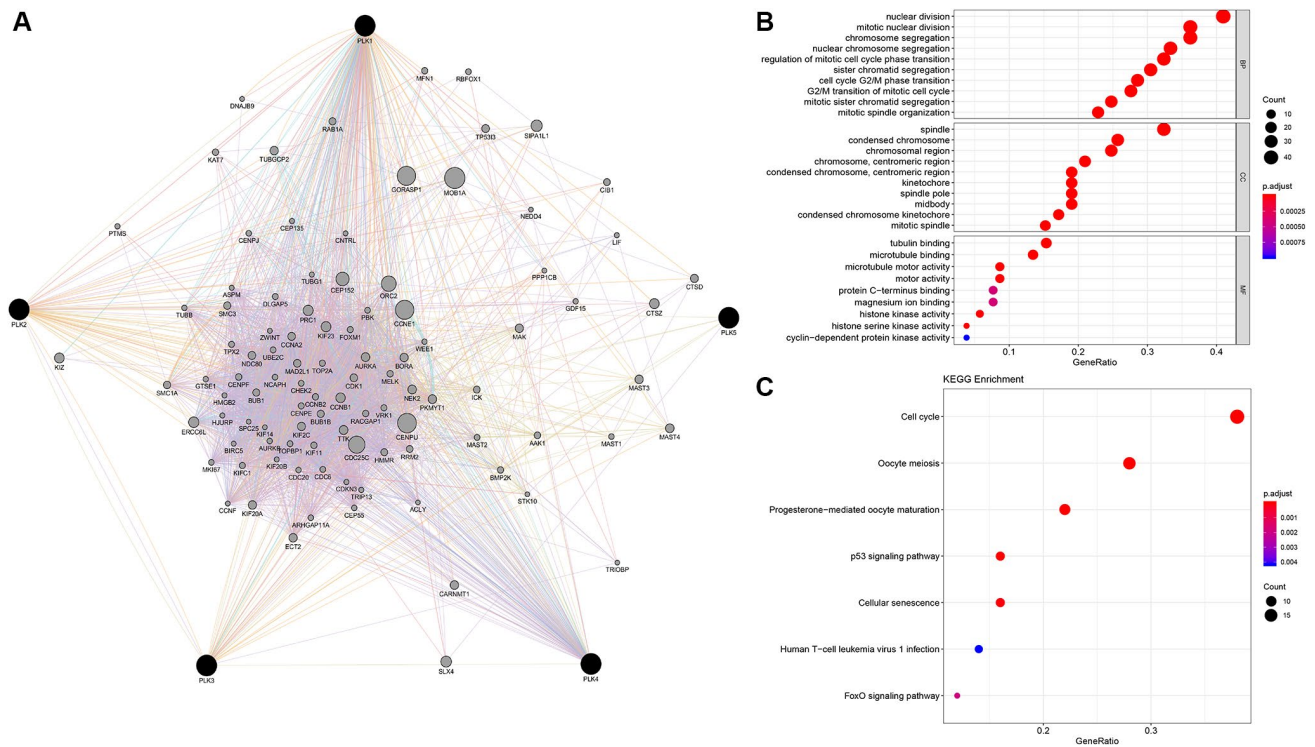 A
PLK1
MFN1
RBFOX1
DNAJB9
RAB1A
TP53I3
SIPA1L1
KAT7
TUBGCP2
GORASP1
MOB1A
CIB1
NEDD4
PTMS
CEP135
CENPJ
CNTRL
LIF
TUBG1
CEP152
PPP1CB
CTSD
ASPM
ORC2
DLGAP5
SMC3
TUBB
PRC1
PBK
CCNE1
GDF15
CTSZ
PLK2
PLK5
ZWINT
CCNA2
KIF23
FOXM1
MAK
TPX2
UBE2C
WEE1
NDC80
MAD2L1
TOP2A
AURKA
BORA
KIZ
GTSE1
CENPF
NCAPH
CHEK2
CDK1
MELK
SMC1A
HMGB2
BUB1
CCNB2
CCNB1
NEK2
PKMYT1
ICK
MAST3
CENPE
VRK1
HJURP
BUB1B
RACGAP1
ERCC6L
SPC25
KIF14
KIF2C
TTK
CENPU
MAST2
AAK1
MAST1
MAST4
BIRC5
AURKB
TOPBP1
KIF11
CDC25C
HMMR
RRM2
MKI67
KIFC1
KIF20B
CDC20
CDC6
BMP2K
CDKN3
TRIP13
STK10
CCNF
KIF20A
CEP55
ACLY
ARHGAP11A
ECT2
TRIOBP
CARNMT1
PLK3
SLX4
PLK4
B
nuclear division
mitotic nuclear division
chromosome segregation
nuclear chromosome segregation
regulation of mitotic cell cycle phase transition
sister chromatid segregation
cell cycle G2/M phase transition
G2/M transition of mitotic cell cycle
mitotic sister chromatid segregation
mitotic spindle organization
BP
spindle
condensed chromosome
chromosomal region
chromosome, centromeric region
condensed chromosome, centromeric region
kinetochore
spindle pole
midbody
condensed chromosome kinetochore
mitotic spindle
CC
tubulin binding
microtubule binding
microtubule motor activity
motor activity
protein C-terminus binding
magnesium ion binding
histone kinase activity
histone serine kinase activity
cyclin-dependent protein kinase activity
MF
0.1 0.2 0.3 0.4
GeneRatio
Count
10
20
30
40
p.adjust
0.00025
0.00050
0.00075
C
KEGG Enrichment
Cell cycle
Oocyte meiosis
Progesterone-mediated oocyte maturation
p53 signaling pathway
Cellular senescence
Human T-cell leukemia virus 1 infection
FoxO signaling pathway
0.2 0.3
GeneRatio
p.adjust
0.001
0.002
0.003
0.004
Count
10
15